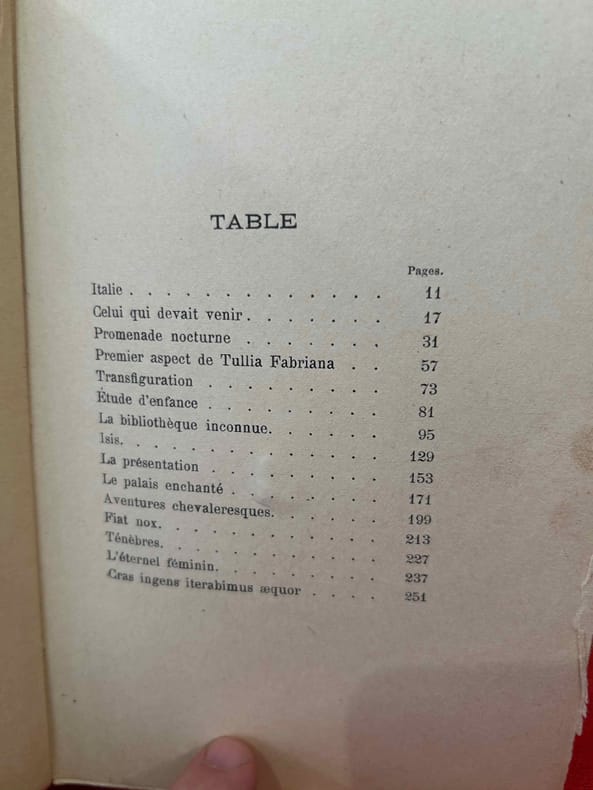 TABLE
Pages.
Italie . . . . . . . . . . . . . 11
Celui qui devait venir . . . . . . . 17
Promenade nocturne . . . . . . . 31
Premier aspect de Tullia Fabriana . . 57
Transfiguration . . . . . . . . . 73
Étude d'enfance . . . . . . . . . 81
La bibliothèque inconnue. . . . . . 95
Isis. . . . . . . . . . . . . 129
La présentation . . . . . . . . . 153
Le palais enchanté . . . . . . . . 171
Aventures chevaleresques. . . . . . 199
Fiat nox. . . . . . . . . . . 213
Ténèbres. . . . . . . . . . . 227
L'éternel féminin. . . . . . . . . 237
Cras ingens iterabimus æquor . . . . 251